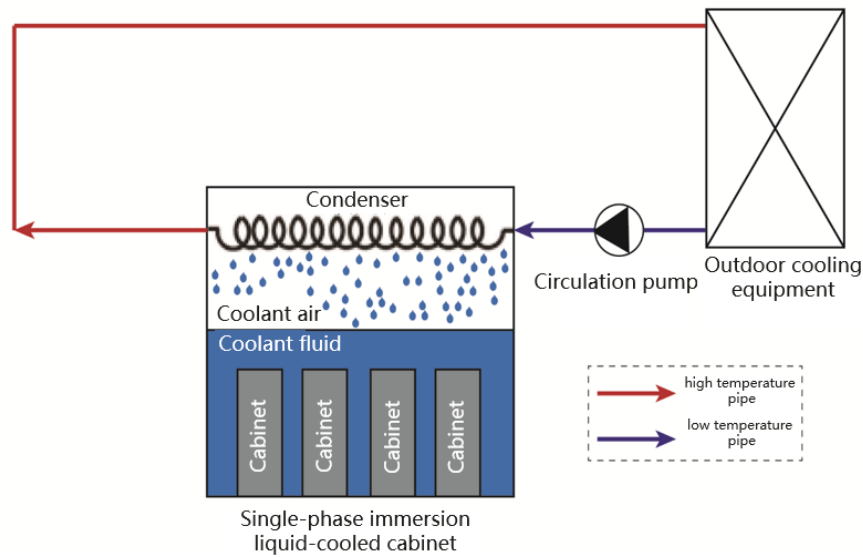 Condenser
Coolant air
Coolant fluid
Cabinet
Cabinet
Cabinet
Cabinet
Single-phase immersion
liquid-cooled cabinet
Circulation pump
Outdoor cooling
equipment
high temperature
pipe
low temperature
pipe